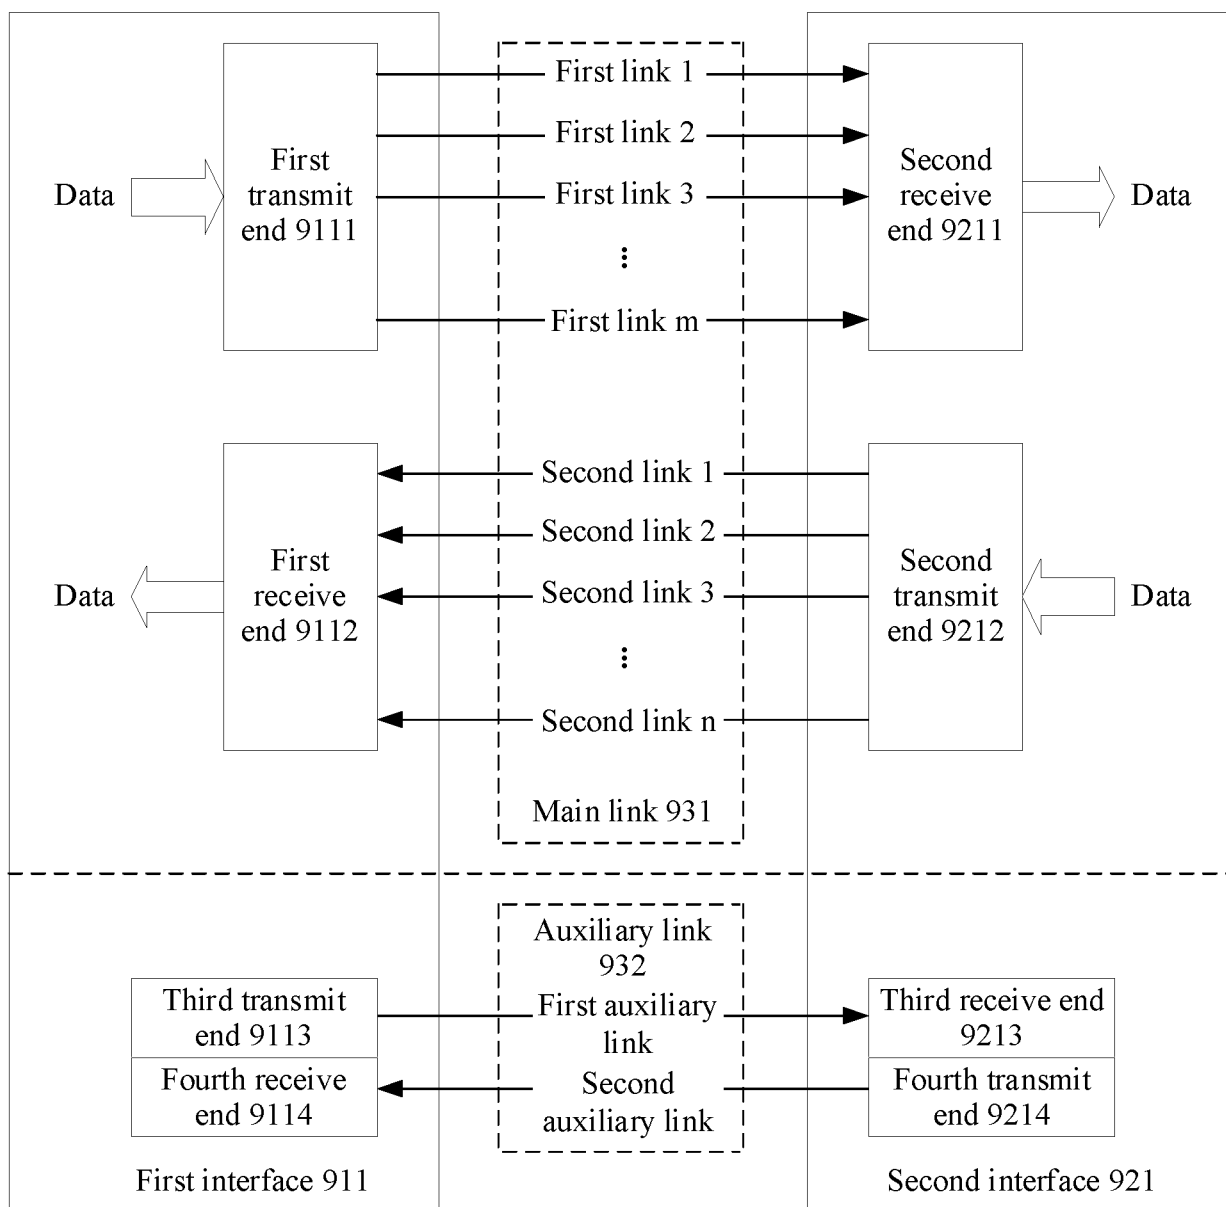 First link 1
First link 2
First link 3
⋮
First link m
Data
First
transmit
end 9111
Second
receive
end 9211
Data
Second link 1
Second link 2
Second link 3
⋮
Second link n
Data
First
receive
end 9112
Second
transmit
end 9212
Data
Main link 931
Auxiliary link
932
Third transmit
end 9113
First auxiliary
link
Third receive end
9213
Fourth receive
end 9114
Second
auxiliary link
Fourth transmit
end 9214
First interface 911
Second interface 921